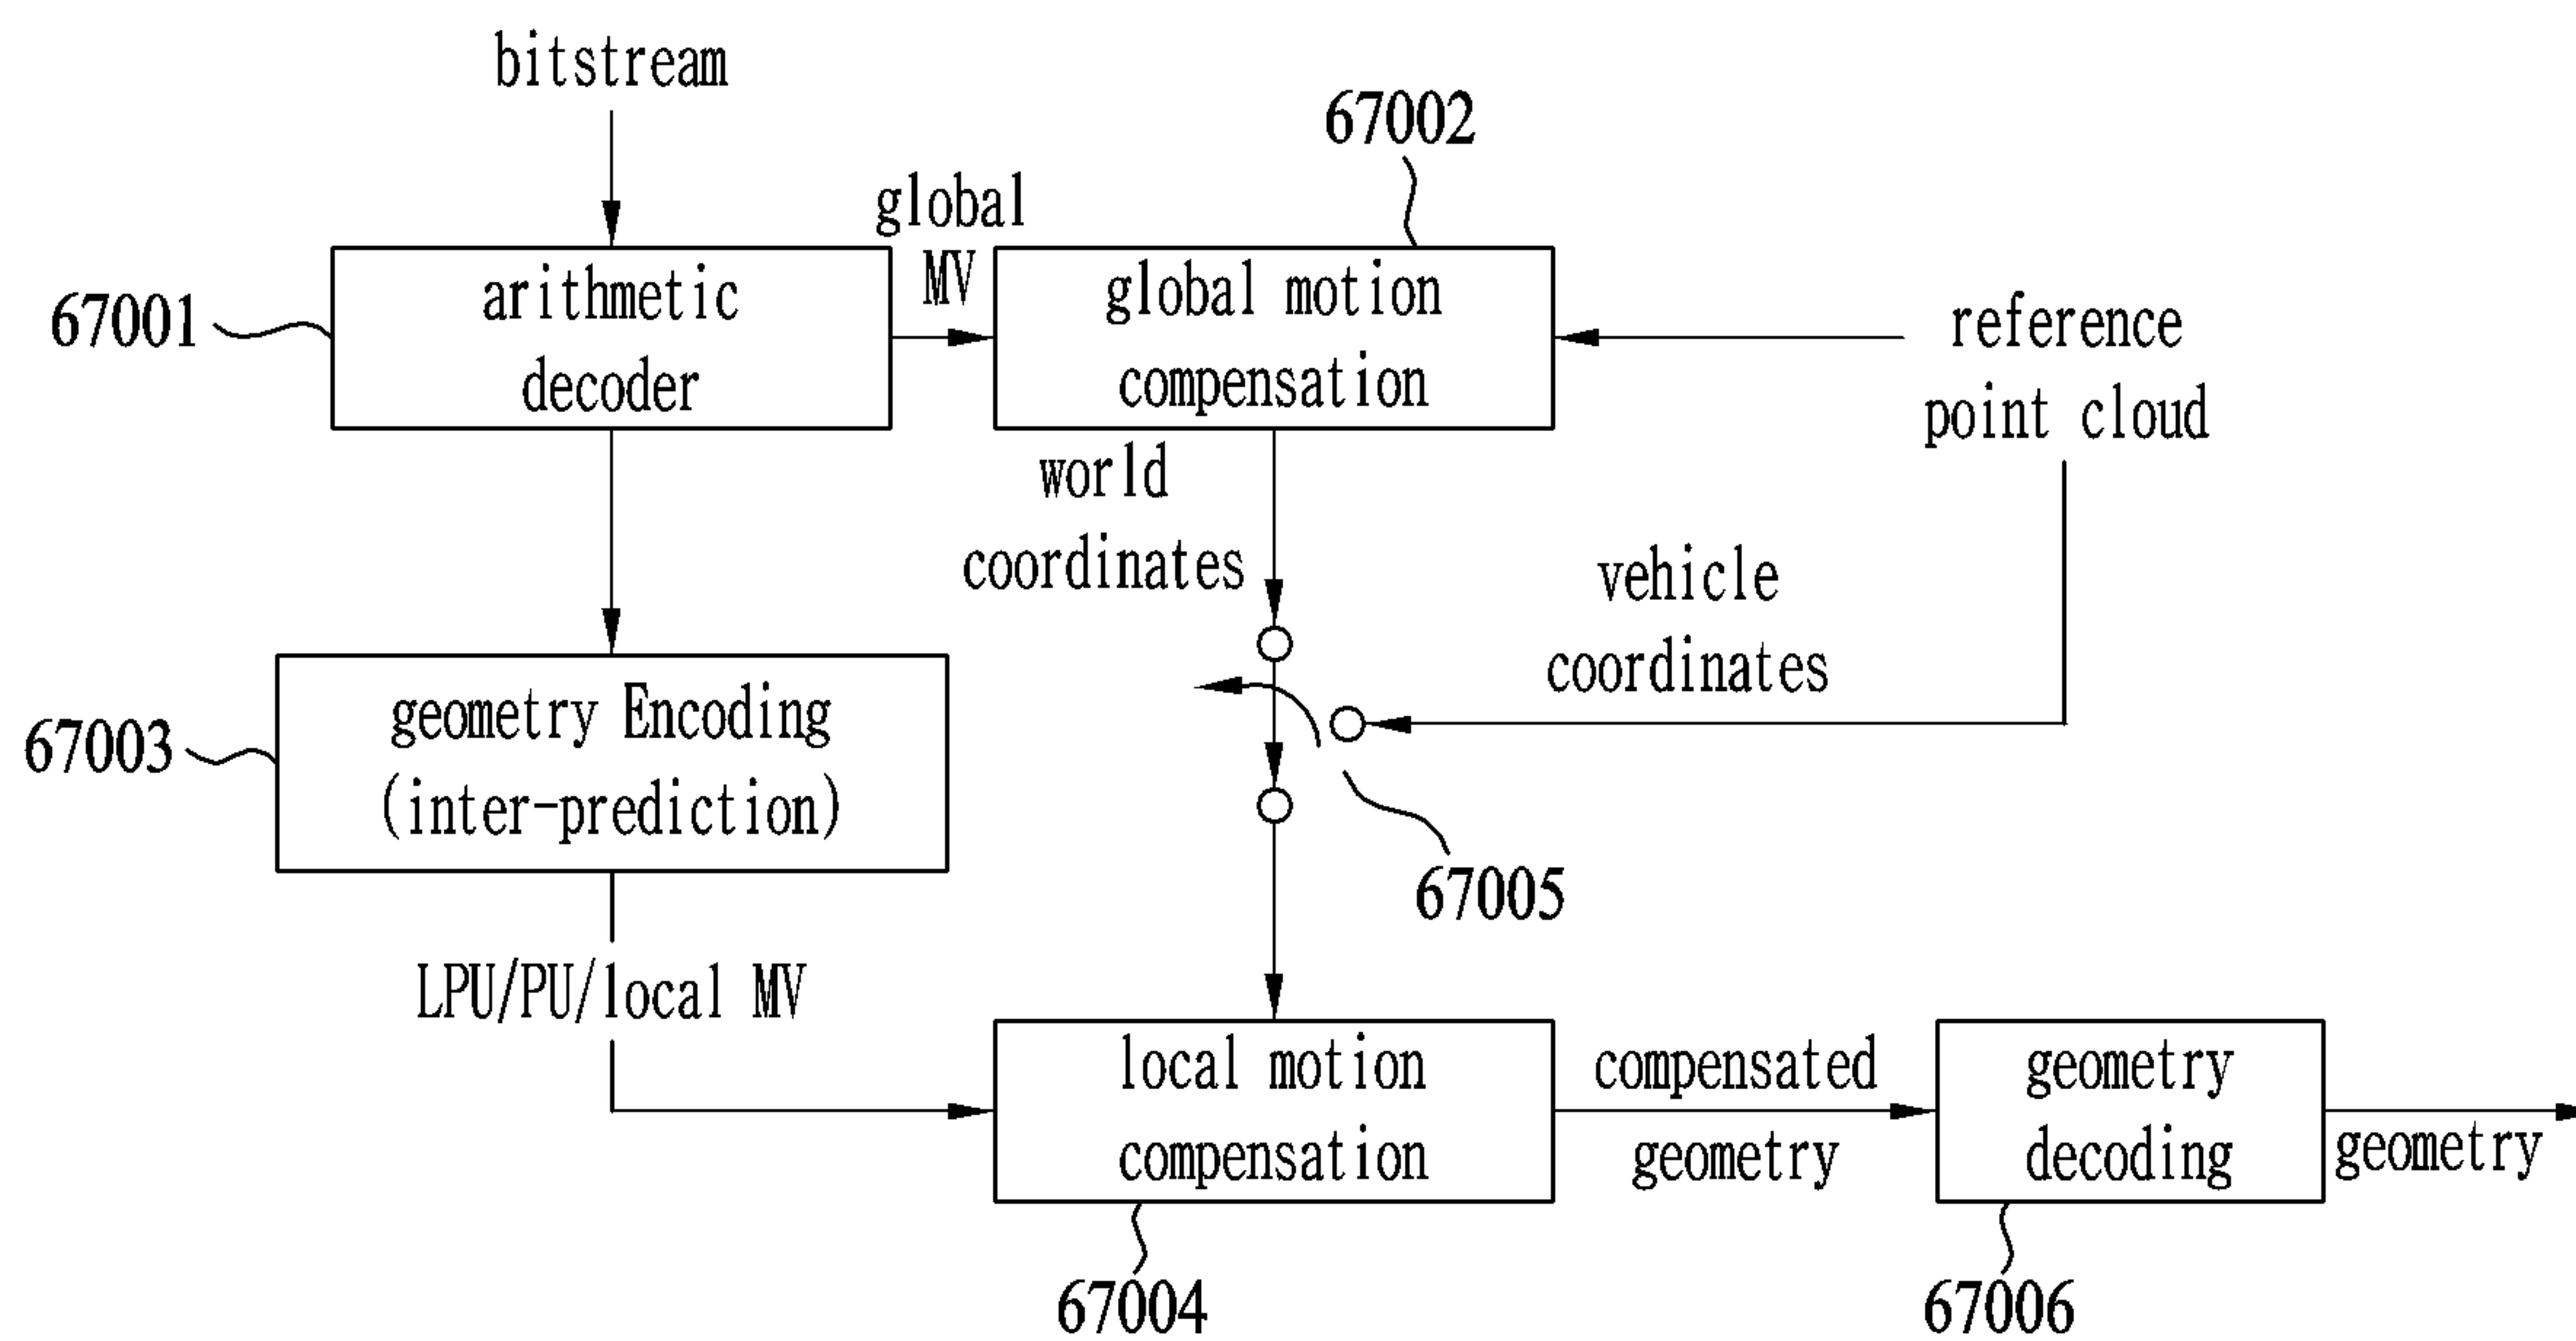 bitstream
67002
global
MV
67001
arithmetic
decoder
global motion
compensation
reference
point cloud
world
coordinates
vehicle
coordinates
67003
geometry Encoding
(inter-prediction)
67005
LPU/PU/local MV
local motion
compensation
compensated
geometry
geometry
decoding
geometry
67004
67006